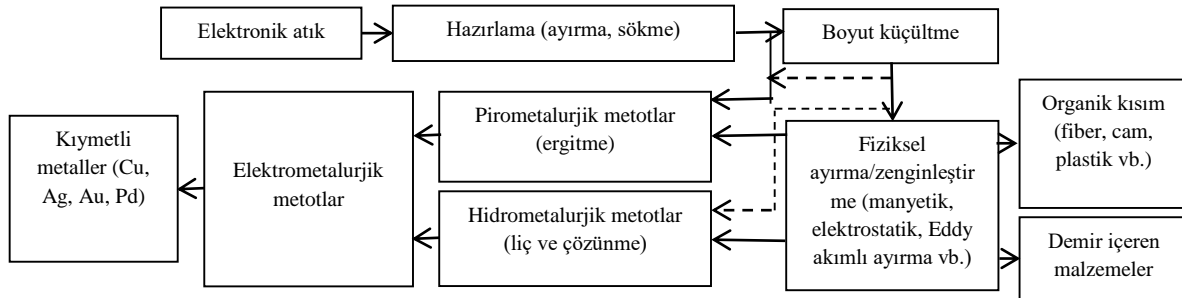 Elektronik atık
Hazırlama (ayırma, sökme)
Boyut küçültme
Kıymetli
metaller (Cu,
Ag, Au, Pd)
Elektrometalurjik
metotlar
Pirometalurjik metotlar
(ergitme)
Hidrometalurjik metotlar
(liç ve çözünme)
Fiziksel
ayırma/zenginleştir
me (manyetik,
elektrostatik, Eddy
akımlı ayırma vb.)
Organik kısım
(fiber, cam,
plastik vb.)
Demir içeren
malzemeler